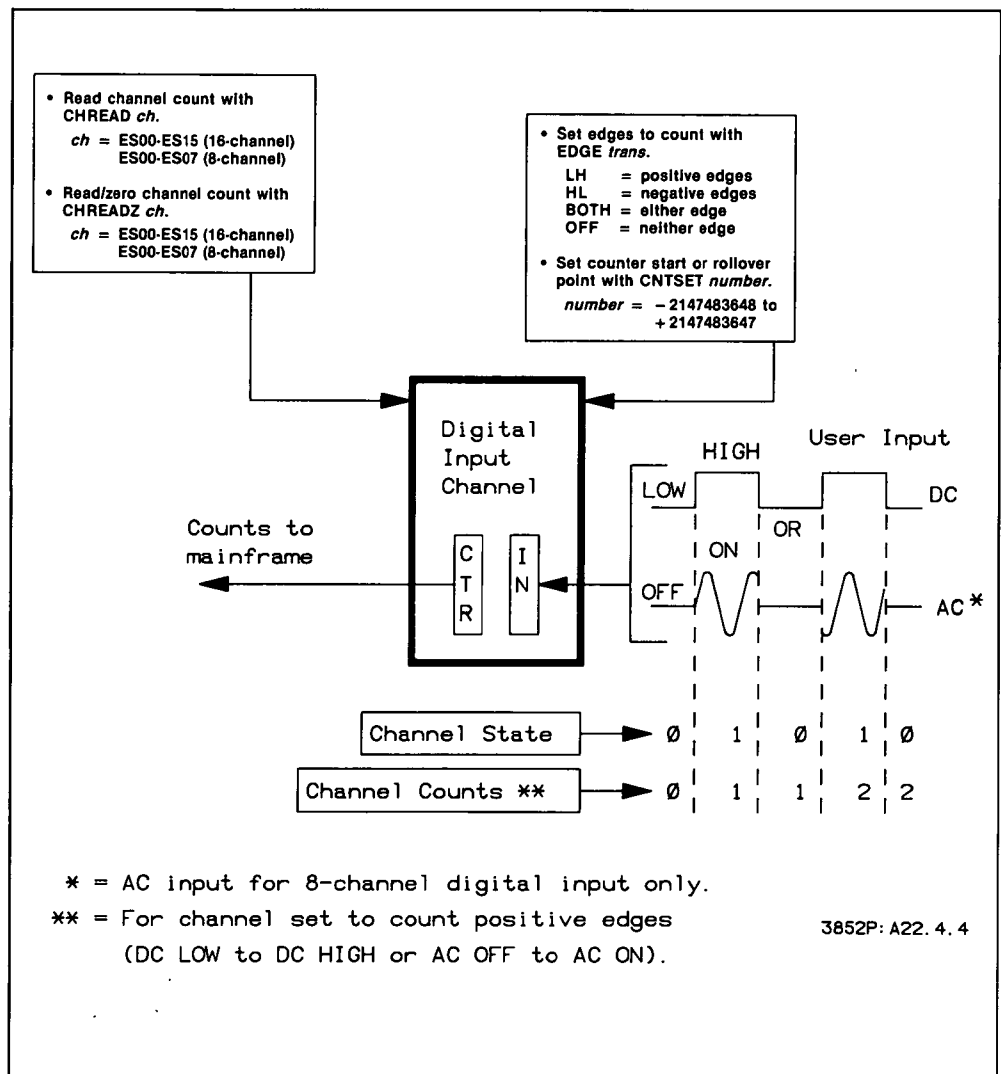 • Read channel count with
CHREAD ch.
ch = ES00-ES15 (16-channel)
ES00-ES07 (8-channel)
• Read/zero channel count with
CHREADZ ch.
ch = ES00-ES15 (16-channel)
ES00-ES07 (8-channel)
• Set edges to count with
EDGE trans.
LH = positive edges
HL = negative edges
BOTH = either edge
OFF = neither edge
• Set counter start or rollover
point with CNTSET number.
number = −2147483648 to
+2147483647
Digital
Input
Channel
CTR
IN
Counts to
mainframe
User Input
HIGH
LOW
DC
OR
ON
OFF
AC*
Channel State Ø 1 Ø 1 Ø
Channel Counts ** Ø 1 1 2 2
* = AC input for 8-channel digital input only.
** = For channel set to count positive edges
(DC LOW to DC HIGH or AC OFF to AC ON).
3852P: A22.4.4